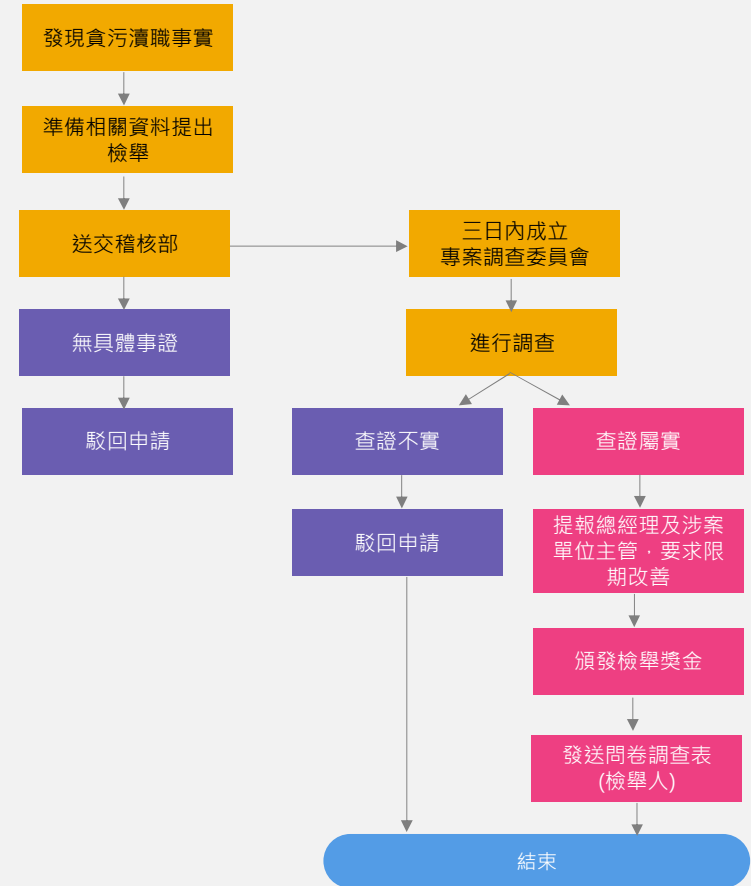 發現貪污瀆職事實
準備相關資料提出
檢舉
送交稽核部
三日內成立
專案調查委員會
無具體事證
進行調查
駁回申請
查證不實
查證屬實
駁回申請
提報總經理及涉案
單位主管，要求限
期改善
頒發檢舉獎金
發送問卷調查表
(檢舉人)
結束